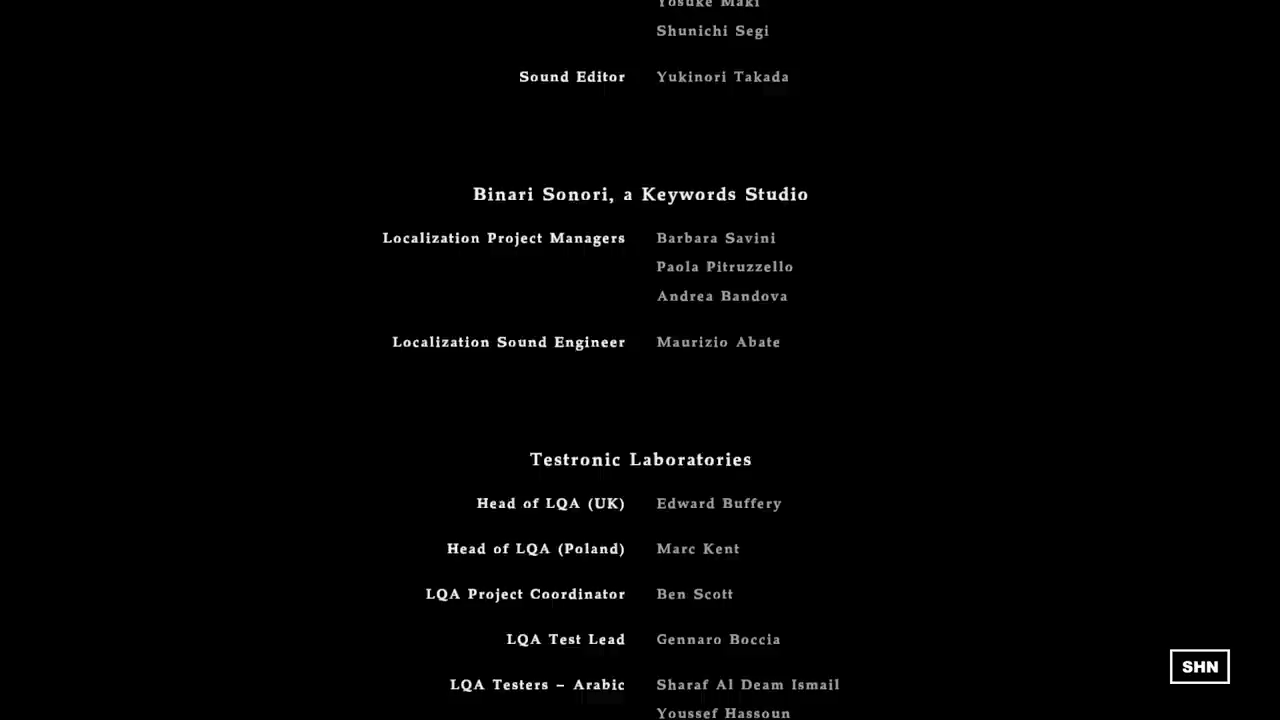 Yosuke Maki
Shunichi Segi
Sound Editor Yukinori Takada
Binari Sonori, a Keywords Studio
Localization Project Managers Barbara Savini
Paola Pitruzzello
Andrea Bandova
Localization Sound Engineer Maurizio Abate
Testronic Laboratories
Head of LQA (UK) Edward Buffery
Head of LQA (Poland) Marc Kent
LQA Project Coordinator Ben Scott
LQA Test Lead Gennaro Boccia
LQA Testers – Arabic Sharaf Al Deam Ismail
Youssef Hassoun
SHN